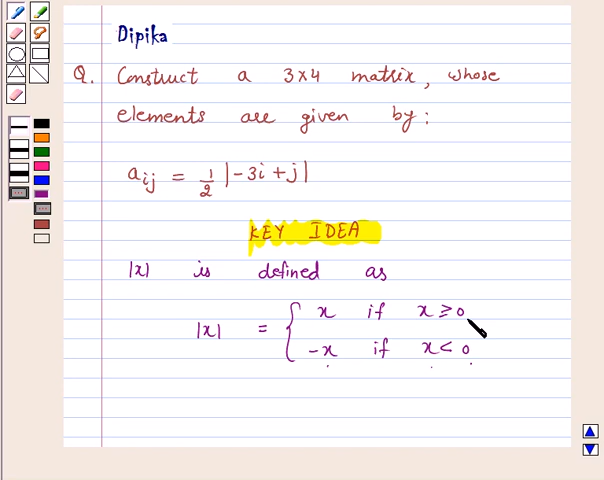 Dipika
Q. Construct a 3×4 matrix, whose
elements are given by:
aᵢⱼ = 1/2 |-3i + j|
KEY IDEA
|x| is defined as
|x| = { x if x ≥ 0
-x if x < 0